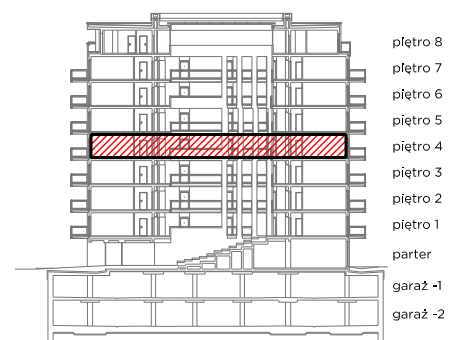 piętro 8
piętro 7
piętro 6
piętro 5
piętro 4
piętro 3
piętro 2
piętro 1
parter
garaż -1
garaż -2